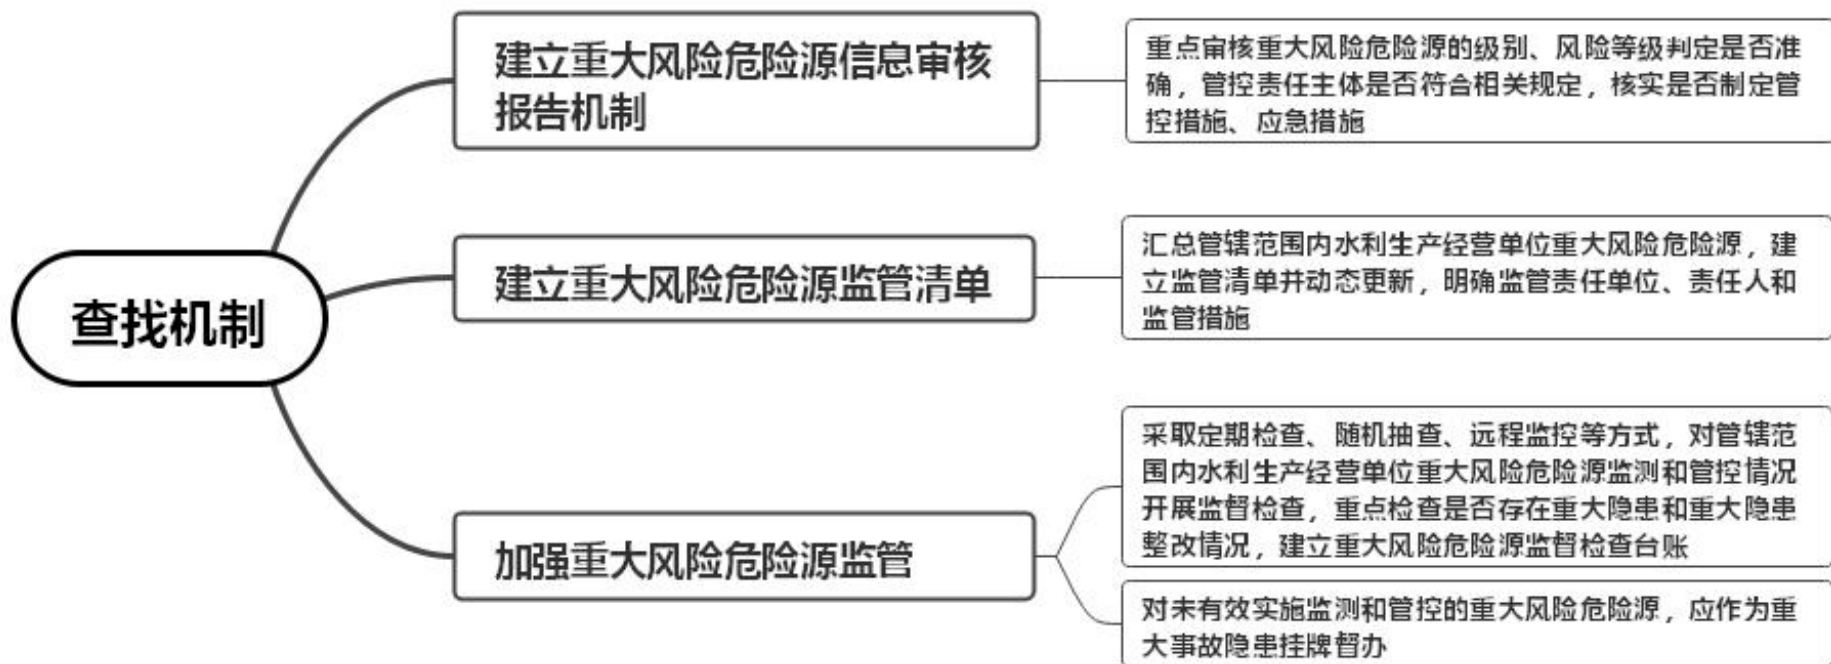 查找机制
建立重大风险危险源信息审核
报告机制
重点审核重大风险危险源的级别、风险等级判定是否准
确，管控责任主体是否符合相关规定，核实是否制定管
控措施、应急措施
建立重大风险危险源监管清单
汇总管辖范围内水利生产经营单位重大风险危险源，建
立监管清单并动态更新，明确监管责任单位、责任人和
监管措施
加强重大风险危险源监管
采取定期检查、随机抽查、远程监控等方式，对管辖范
围内水利生产经营单位重大风险危险源监测和管控情况
开展监督检查，重点检查是否存在重大隐患和重大隐患
整改情况，建立重大风险危险源监督检查台账
对未有效实施监测和管控的重大风险危险源，应作为重
大事故隐患挂牌督办